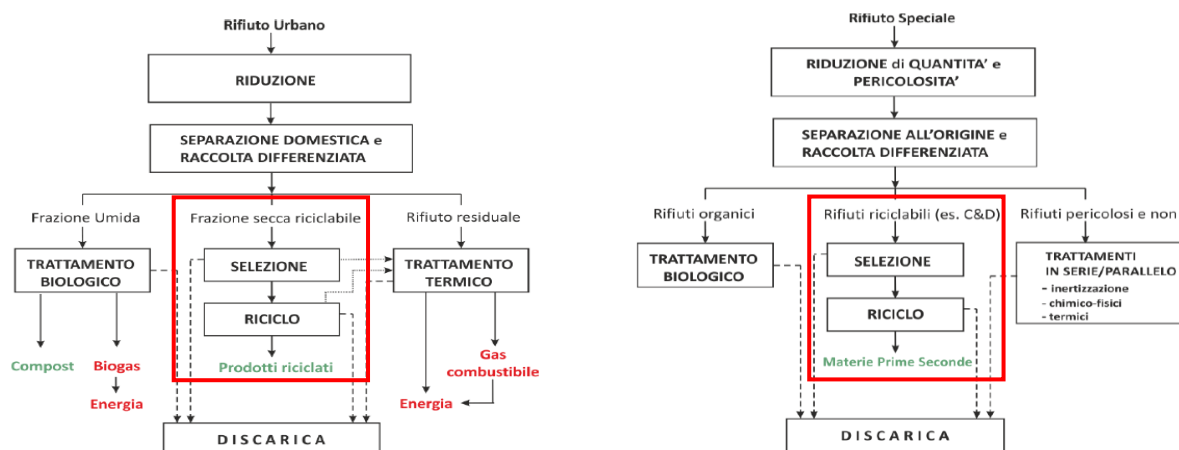 Rifiuto Urbano
RIDUZIONE
SEPARAZIONE DOMESTICA e
RACCOLTA DIFFERENZIATA
Frazione Umida
Frazione secca riciclabile
Rifiuto residuale
TRATTAMENTO
BIOLOGICO
SELEZIONE
TRATTAMENTO
TERMICO
RICICLO
Compost
Biogas
Prodotti riciclati
Gas
combustibile
Energia
Energia
DISCARICA
Rifiuto Speciale
RIDUZIONE di QUANTITA' e
PERICOLOSITA'
SEPARAZIONE ALL'ORIGINE e
RACCOLTA DIFFERENZIATA
Rifiuti organici
Rifiuti riciclabili (es. C&D)
Rifiuti pericolosi e non
TRATTAMENTO
BIOLOGICO
SELEZIONE
TRATTAMENTI
IN SERIE/PARALLELO
- inertizzazione
- chimico-fisici
- termici
RICICLO
Materie Prime Seconde
DISCARICA